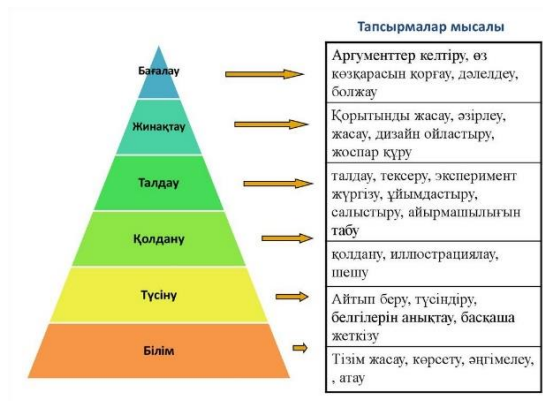 Тапсырмалар мысалы
Бағалау
Аргументтер келтіру, өз
көзқарасын қорғау, дәлелдеу,
болжау
Жинақтау
Қорытынды жасау, әзірлеу,
жасау, дизайн ойластыру,
жоспар құру
Талдау
талдау, тексеру, эксперимент
жүргізу, ұйымдастыру,
салыстыру, айырмашылығын
табу
Қолдану
қолдану, иллюстрациялау,
шешу
Түсіну
Айтып беру, түсіндіру,
белгілерін анықтау, басқаша
жеткізу
Білім
Тізім жасау, көрсету, әңгімелеу,
, атау